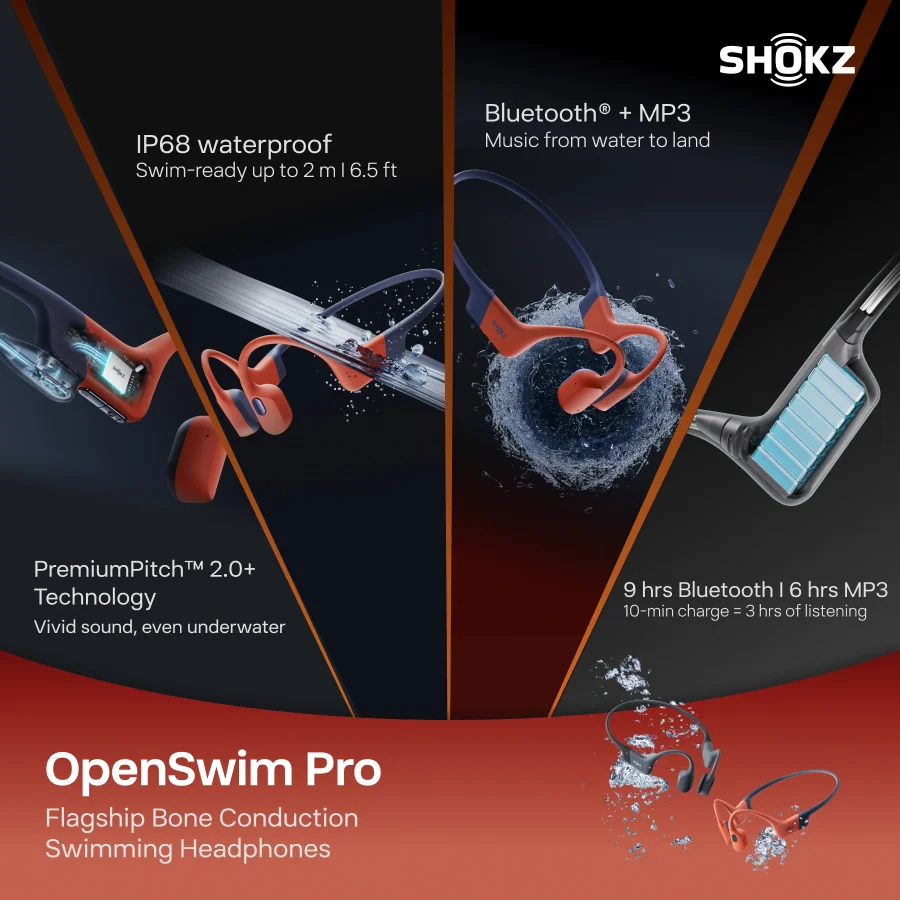 SHOKZ
IP68 waterproof
Swim-ready up to 2 m I 6.5 ft
Bluetooth® + MP3
Music from water to land
PremiumPitch™ 2.0+
Technology
Vivid sound, even underwater
9 hrs Bluetooth I 6 hrs MP3
10-min charge = 3 hrs of listening
OpenSwim Pro
Flagship Bone Conduction
Swimming Headphones